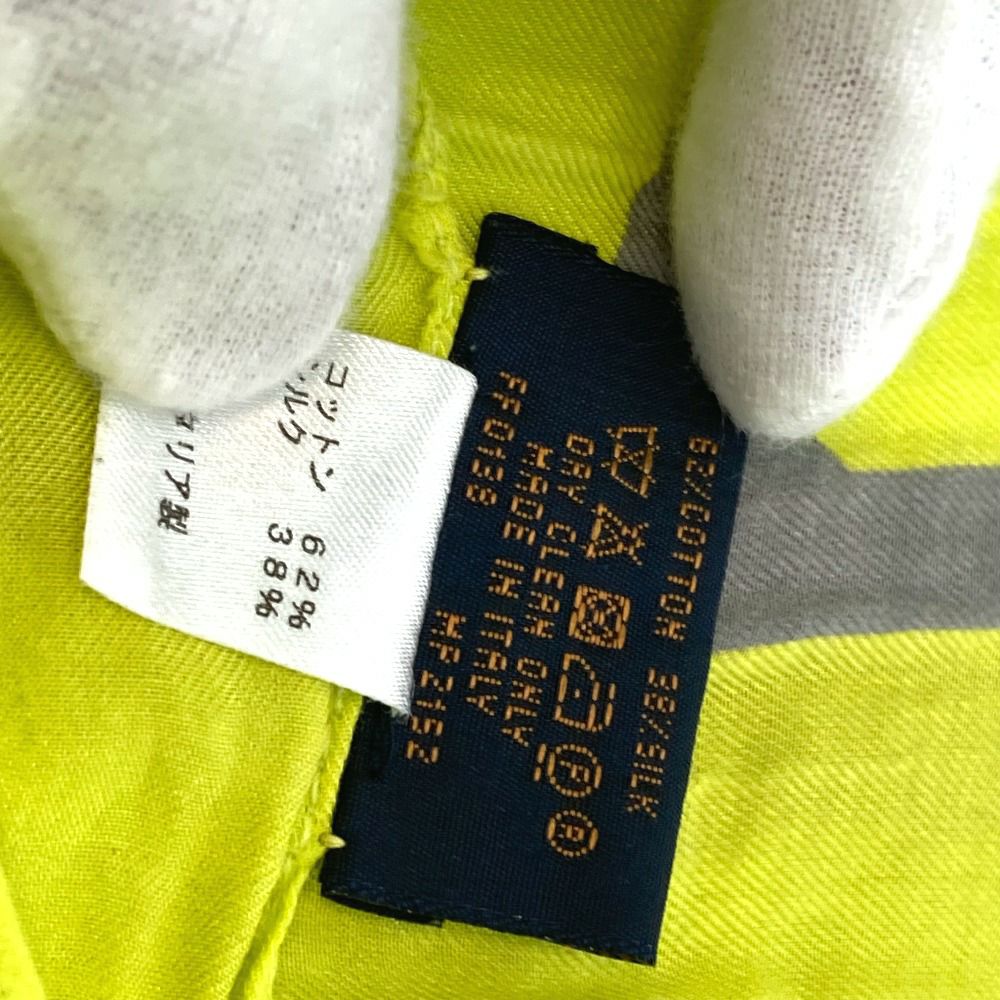 62%COTTON 38%SILK
DRY CLEAN ONLY
MADE IN ITALY
FF0138 MP2152
コットン 62%
シルク 38%
タリア製